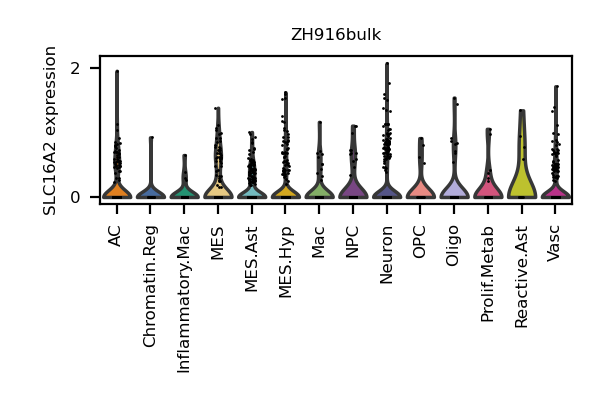 ZH916bulk
SLC16A2 expression
2
0
AC
Chromatin.Reg
Inflammatory.Mac
MES
MES.Ast
MES.Hyp
Mac
NPC
Neuron
OPC
Oligo
Prolif.Metab
Reactive.Ast
Vasc